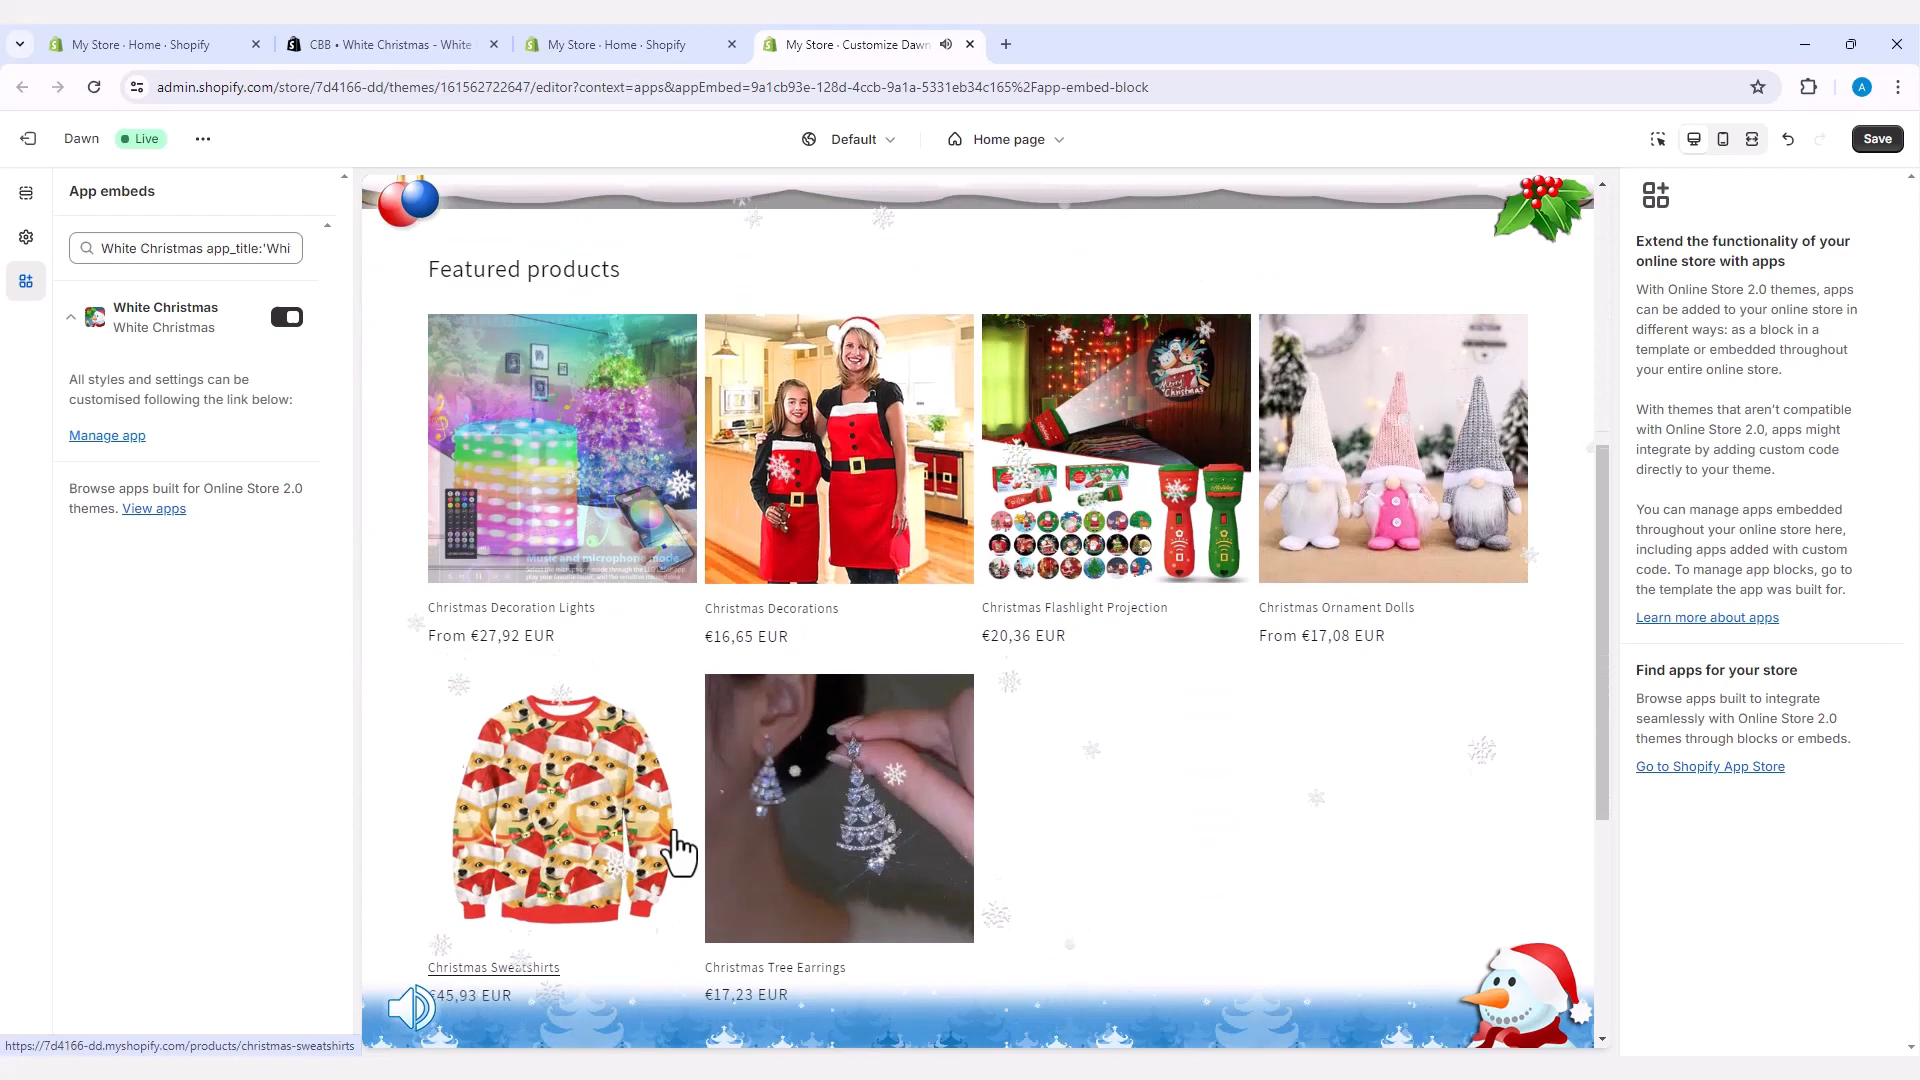 My Store · Home · Shopify
CBB • White Christmas - White
My Store · Home · Shopify
My Store · Customize Dawn
admin.shopify.com/store/7d4166-dd/themes/161562722647/editor?context=apps&appEmbed=9a1cb93e-128d-4ccb-9a1a-5331eb34c165%2Fapp-embed-block
A
Dawn
Live
Default
Home page
Save
App embeds
White Christmas app_title:'Whi
White Christmas
White Christmas
All styles and settings can be
customised following the link below:
Manage app
Browse apps built for Online Store 2.0
themes. View apps
Featured products
Music and microphone mode
Merry
Christmas
Christmas Decoration Lights
From €27,92 EUR
Christmas Decorations
€16,65 EUR
Christmas Flashlight Projection
€20,36 EUR
Christmas Ornament Dolls
From €17,08 EUR
Christmas Sweatshirts
€45,93 EUR
Christmas Tree Earrings
€17,23 EUR
Extend the functionality of your
online store with apps
With Online Store 2.0 themes, apps
can be added to your online store in
different ways: as a block in a
template or embedded throughout
your entire online store.
With themes that aren't compatible
with Online Store 2.0, apps might
integrate by adding custom code
directly to your theme.
You can manage apps embedded
throughout your online store here,
including apps added with custom
code. To manage app blocks, go to
the template the app was built for.
Learn more about apps
Find apps for your store
Browse apps built to integrate
seamlessly with Online Store 2.0
themes through blocks or embeds.
Go to Shopify App Store
https://7d4166-dd.myshopify.com/products/christmas-sweatshirts